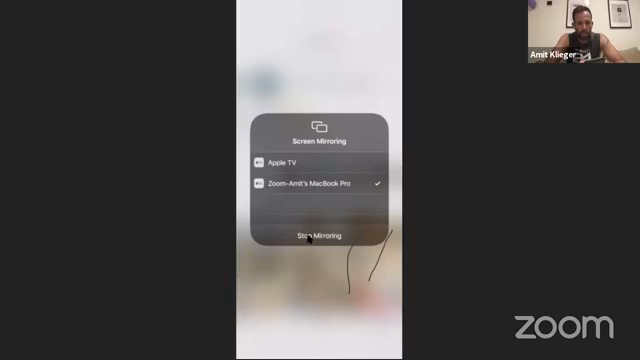 Amit Klieger
Screen Mirroring
Apple TV
Zoom-Amit's MacBook Pro
Stop Mirroring
zoom